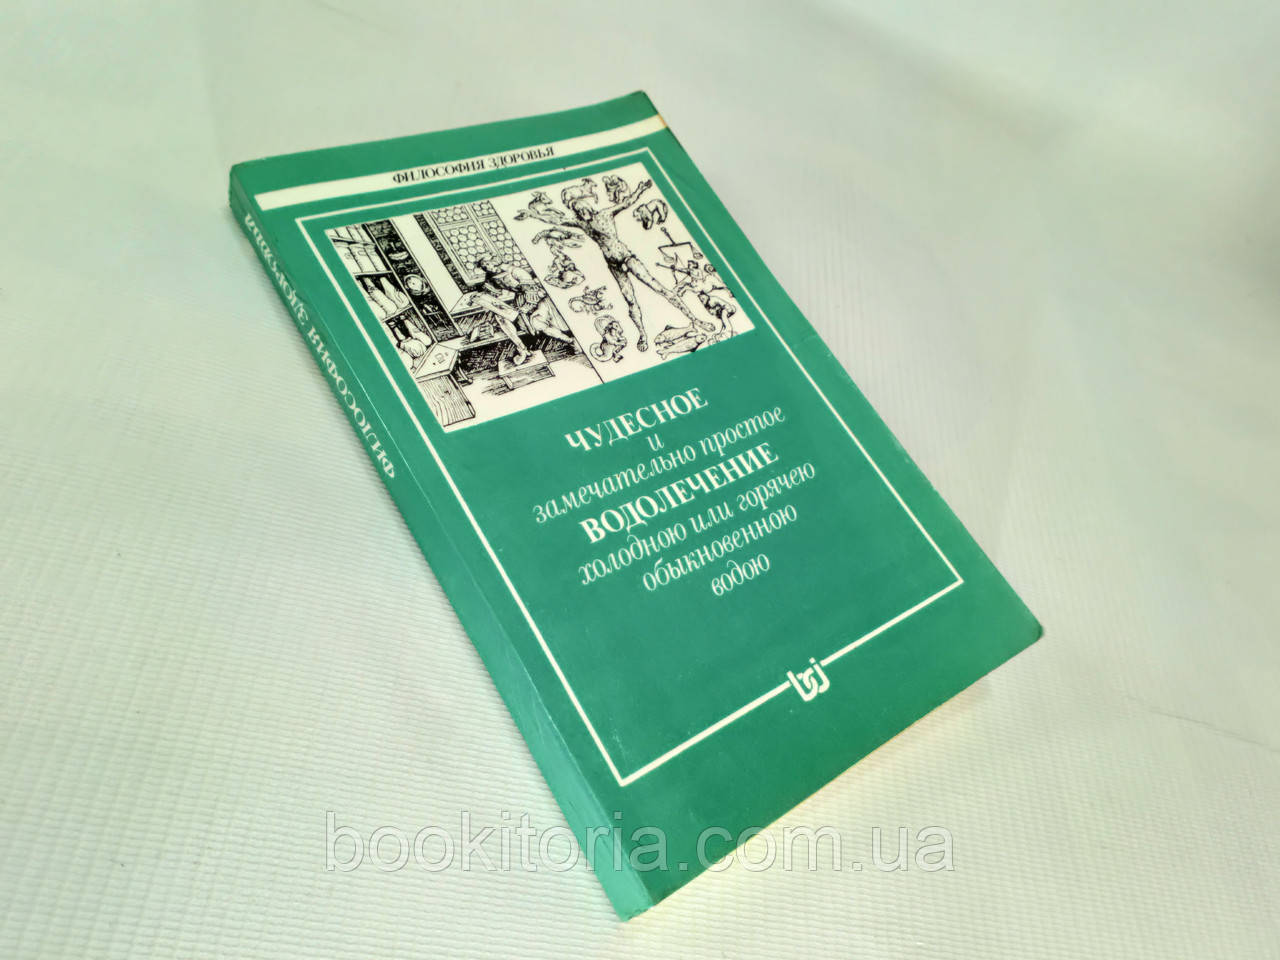 ФИЛОСОФИЯ ЗДОРОВЬЯ
ФИЛОСОФИЯ ЗДОРОВЬЯ
ЧУДЕСНОЕ
и
замечательно простое
ВОДОЛЕЧЕНИЕ
холодною или горячею
обыкновенною
водою
bookitoria.com.ua